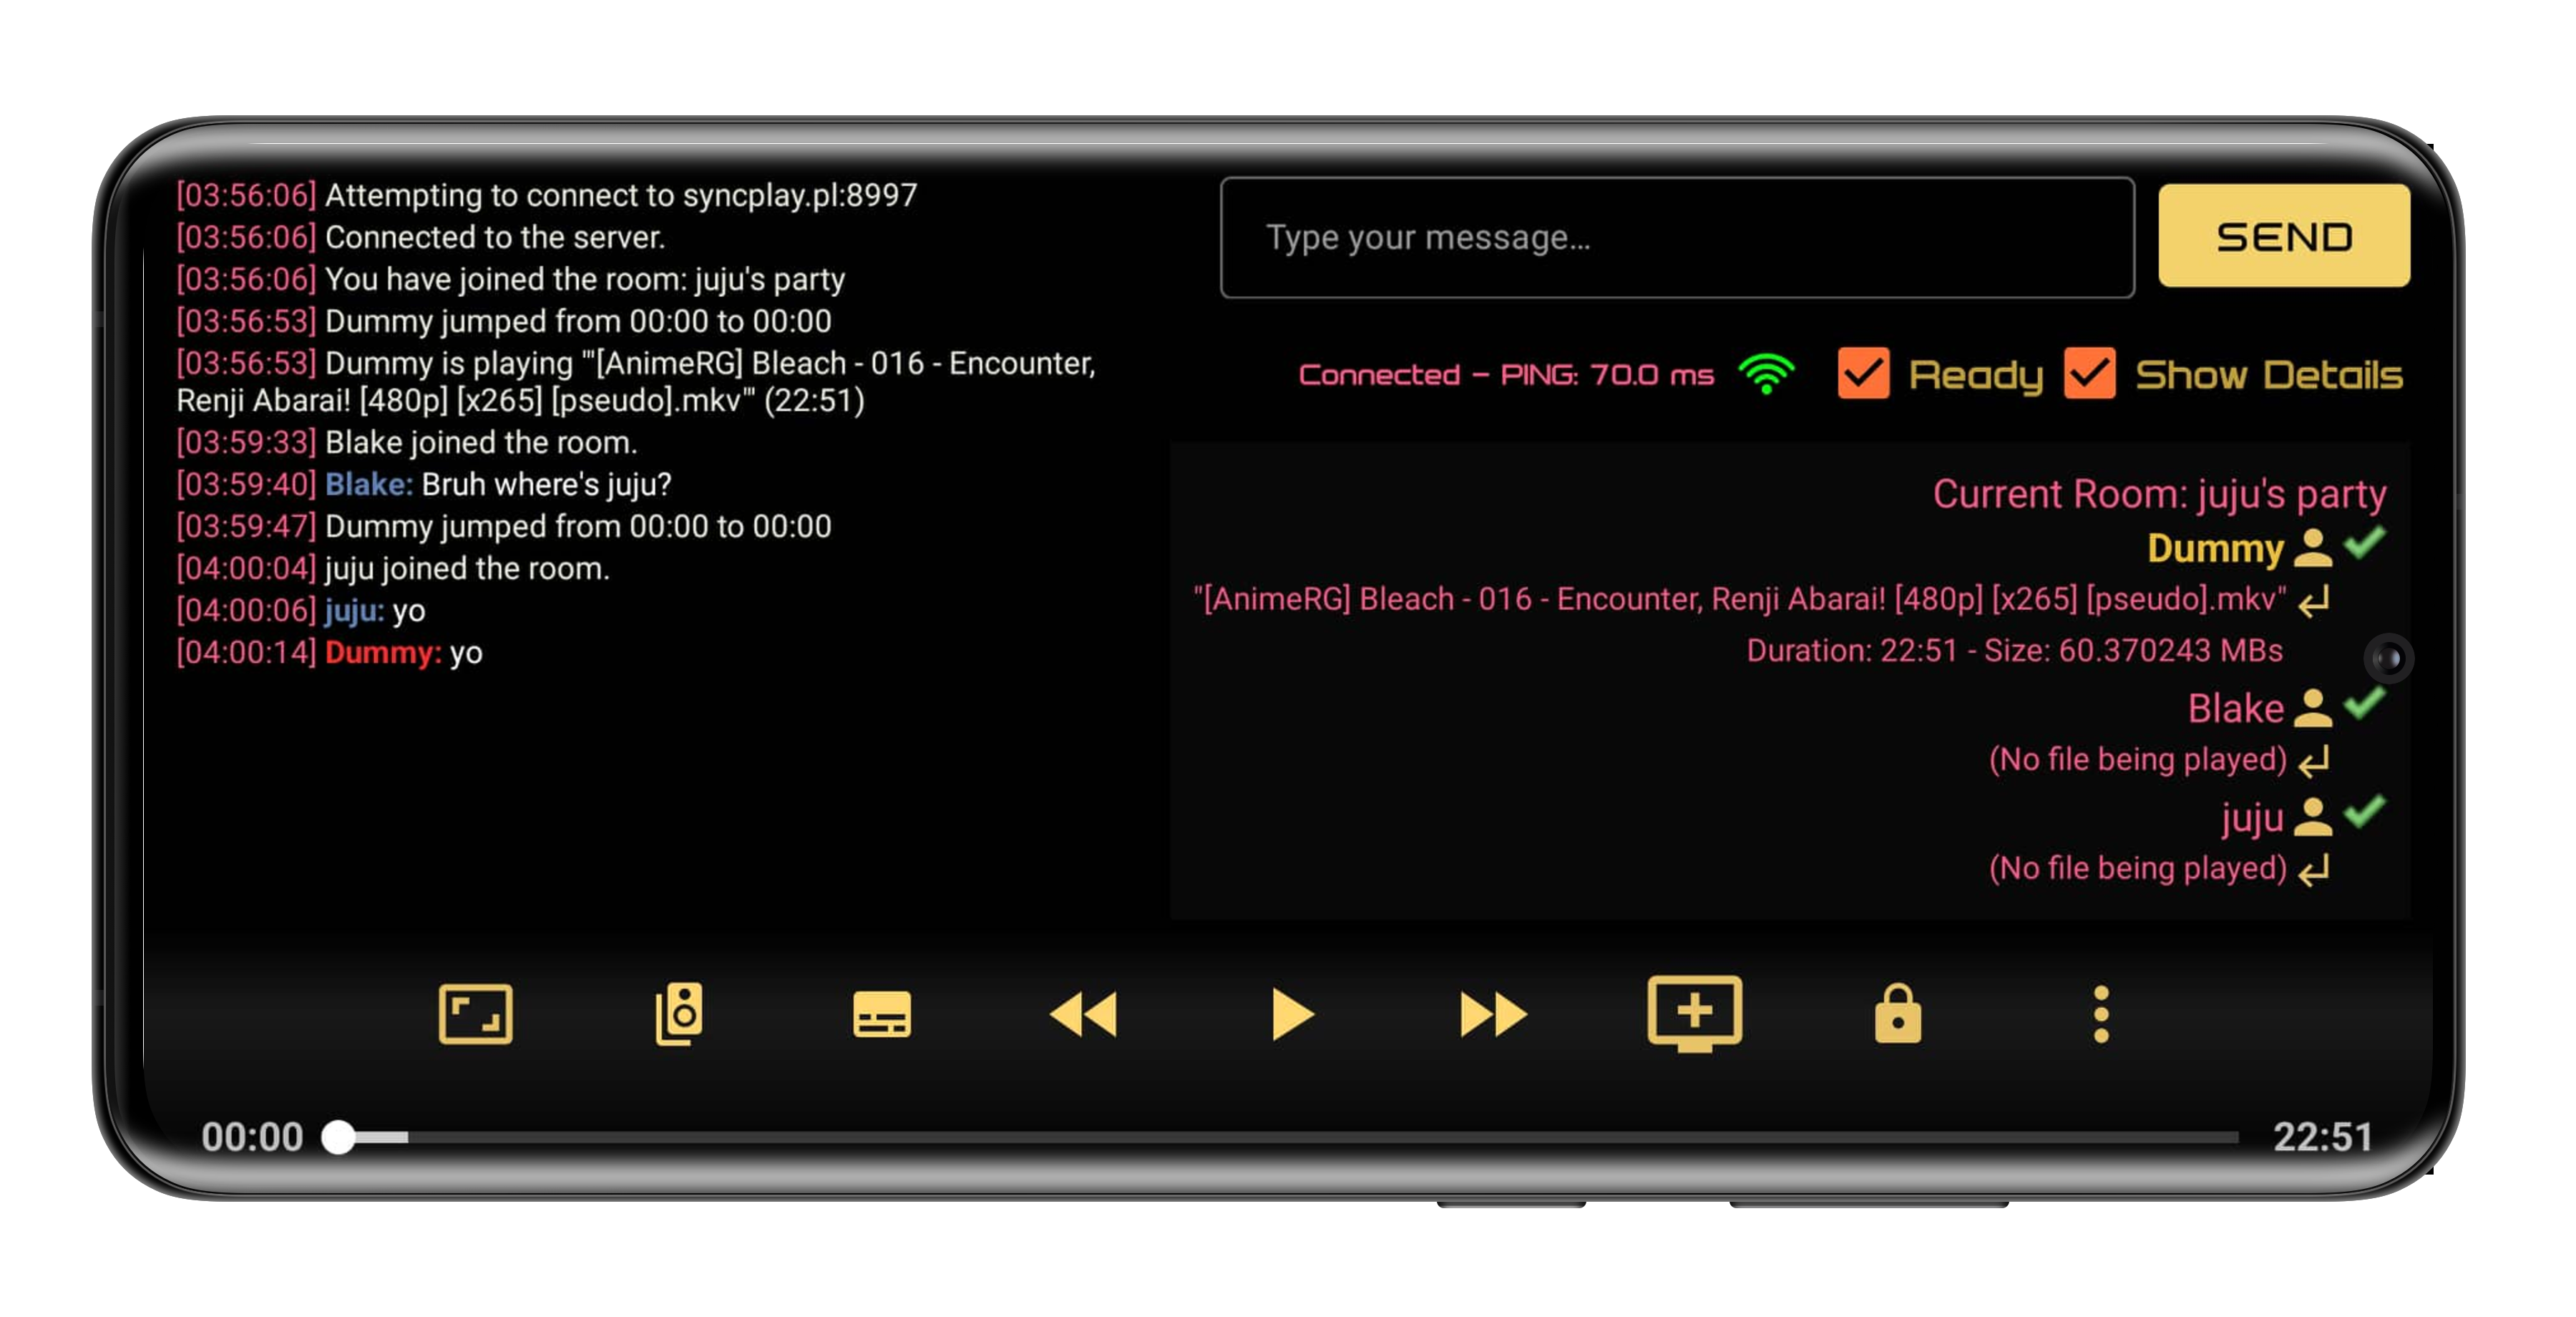 [03:56:06] Attempting to connect to syncplay.pl:8997
[03:56:06] Connected to the server.
[03:56:06] You have joined the room: juju's party
[03:56:53] Dummy jumped from 00:00 to 00:00
[03:56:53] Dummy is playing '"[AnimeRG] Bleach - 016 - Encounter,
Renji Abarai! [480p] [x265] [pseudo].mkv"' (22:51)
[03:59:33] Blake joined the room.
[03:59:40] Blake: Bruh where's juju?
[03:59:47] Dummy jumped from 00:00 to 00:00
[04:00:04] juju joined the room.
[04:00:06] juju: yo
[04:00:14] Dummy: yo
Type your message...
SEND
Connected - PING: 70.0 ms
Ready
Show Details
Current Room: juju's party
Dummy
"[AnimeRG] Bleach - 016 - Encounter, Renji Abarai! [480p] [x265] [pseudo].mkv"
Duration: 22:51 - Size: 60.370243 MBs
Blake
(No file being played)
juju
(No file being played)
00:00
22:51